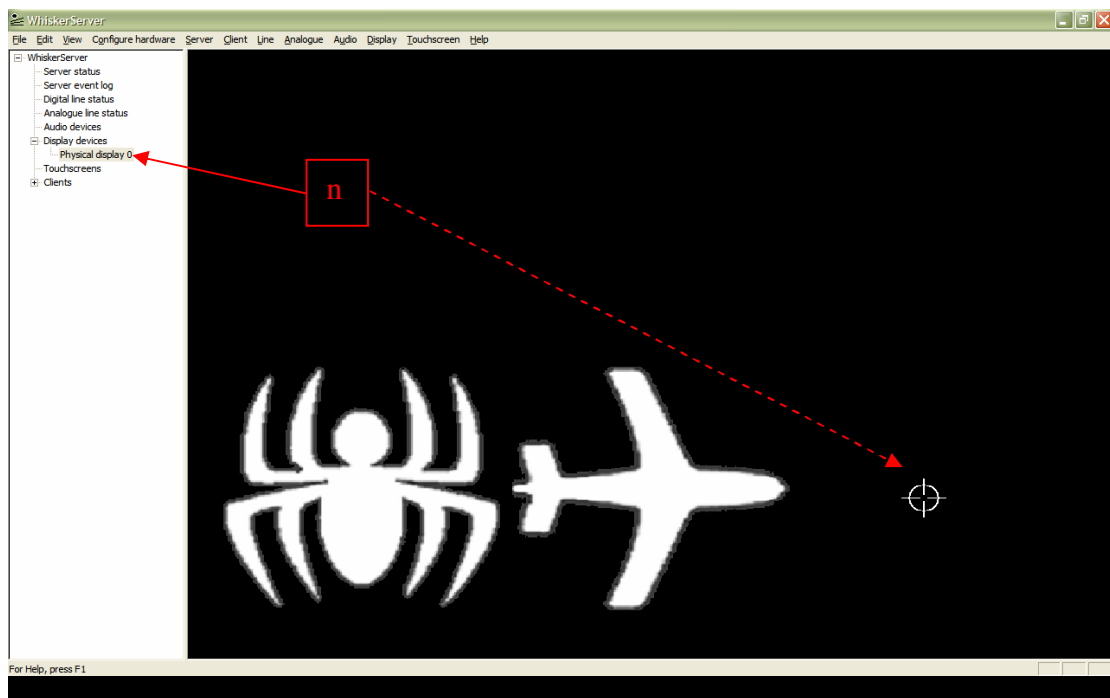 WhiskerServer
File Edit View Configure hardware Server Client Line Analogue Audio Display Touchscreen Help
WhiskerServer
Server status
Server event log
Digital line status
Analogue line status
Audio devices
Display devices
Physical display 0
Touchscreens
Clients
n
For Help, press F1